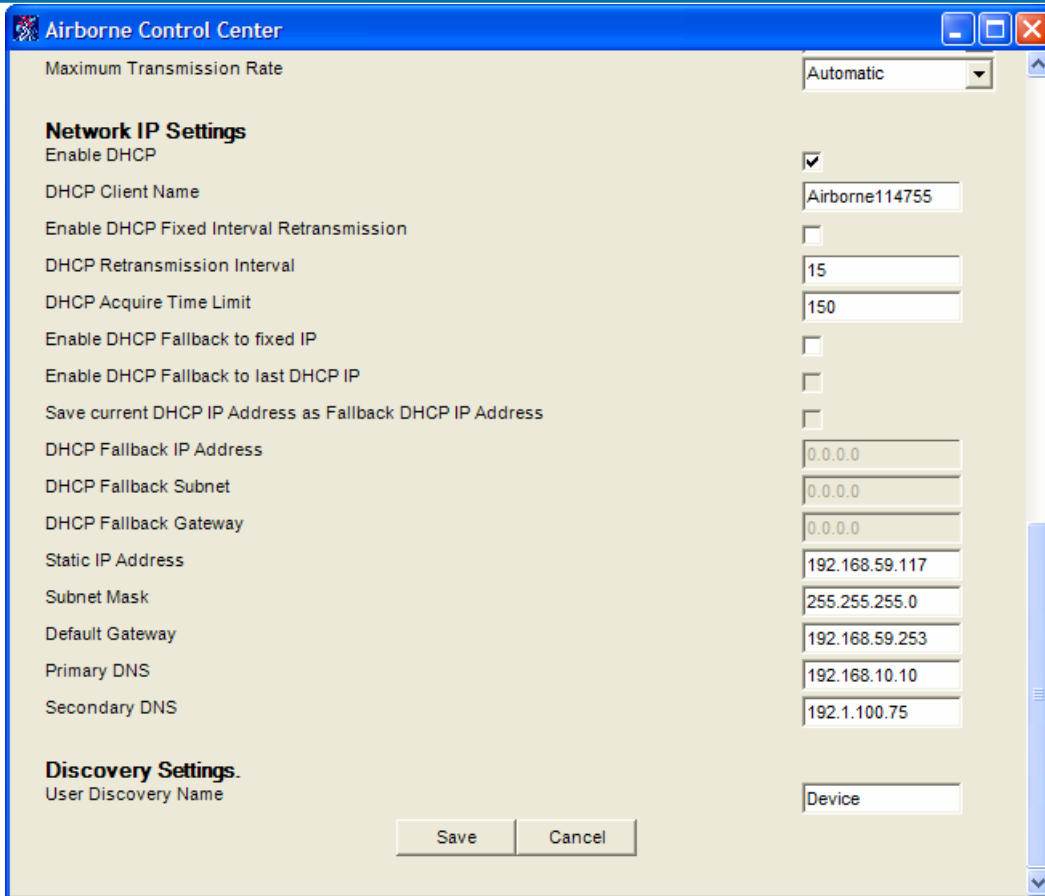 Airborne Control Center
Maximum Transmission Rate Automatic
Network IP Settings
Enable DHCP
DHCP Client Name Airborne114755
Enable DHCP Fixed Interval Retransmission
DHCP Retransmission Interval 15
DHCP Acquire Time Limit 150
Enable DHCP Fallback to fixed IP
Enable DHCP Fallback to last DHCP IP
Save current DHCP IP Address as Fallback DHCP IP Address
DHCP Fallback IP Address 0.0.0.0
DHCP Fallback Subnet 0.0.0.0
DHCP Fallback Gateway 0.0.0.0
Static IP Address 192.168.59.117
Subnet Mask 255.255.255.0
Default Gateway 192.168.59.253
Primary DNS 192.168.10.10
Secondary DNS 192.1.100.75
Discovery Settings.
User Discovery Name Device
Save Cancel